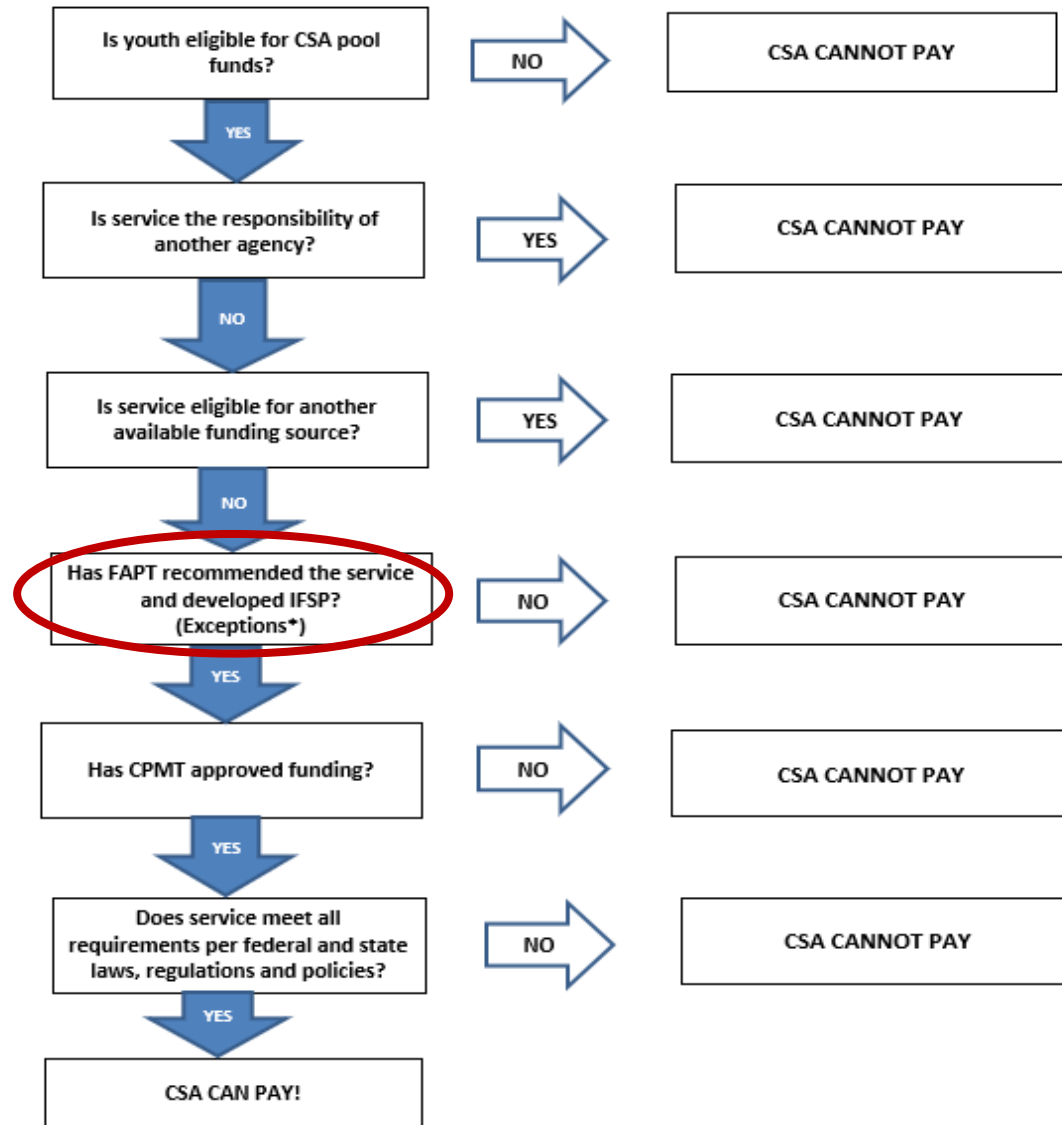 Is youth eligible for CSA pool
funds?
NO
CSA CANNOT PAY
YES
Is service the responsibility of
another agency?
YES
CSA CANNOT PAY
NO
Is service eligible for another
available funding source?
YES
CSA CANNOT PAY
NO
Has FAPT recommended the service
and developed IFSP?
(Exceptions*)
NO
CSA CANNOT PAY
YES
Has CPMT approved funding?
NO
CSA CANNOT PAY
YES
Does service meet all
requirements per federal and state
laws, regulations and policies?
NO
CSA CANNOT PAY
YES
CSA CAN PAY!